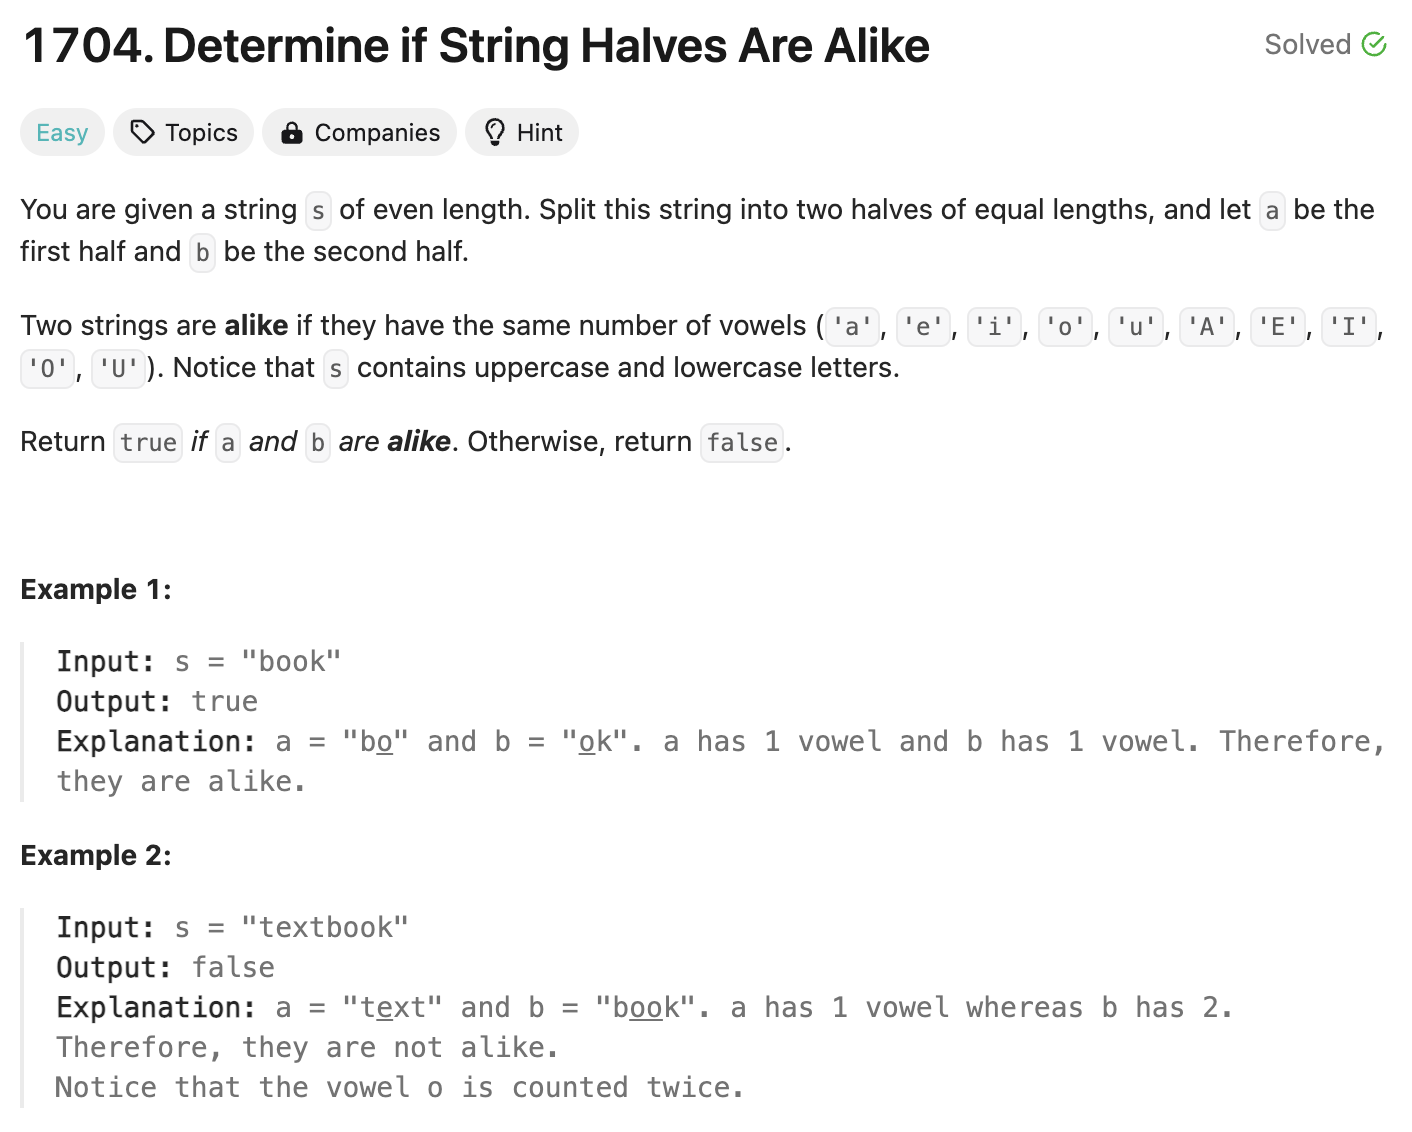 1704. Determine if String Halves Are Alike
Solved
Easy Topics Companies Hint
You are given a string s of even length. Split this string into two halves of equal lengths, and let a be the
first half and b be the second half.
Two strings are alike if they have the same number of vowels ('a', 'e', 'i', 'o', 'u', 'A', 'E', 'I',
'O', 'U'). Notice that s contains uppercase and lowercase letters.
Return true if a and b are alike. Otherwise, return false.
Example 1:
Input: s = "book"
Output: true
Explanation: a = "bo" and b = "ok". a has 1 vowel and b has 1 vowel. Therefore,
they are alike.
Example 2:
Input: s = "textbook"
Output: false
Explanation: a = "text" and b = "book". a has 1 vowel whereas b has 2.
Therefore, they are not alike.
Notice that the vowel o is counted twice.